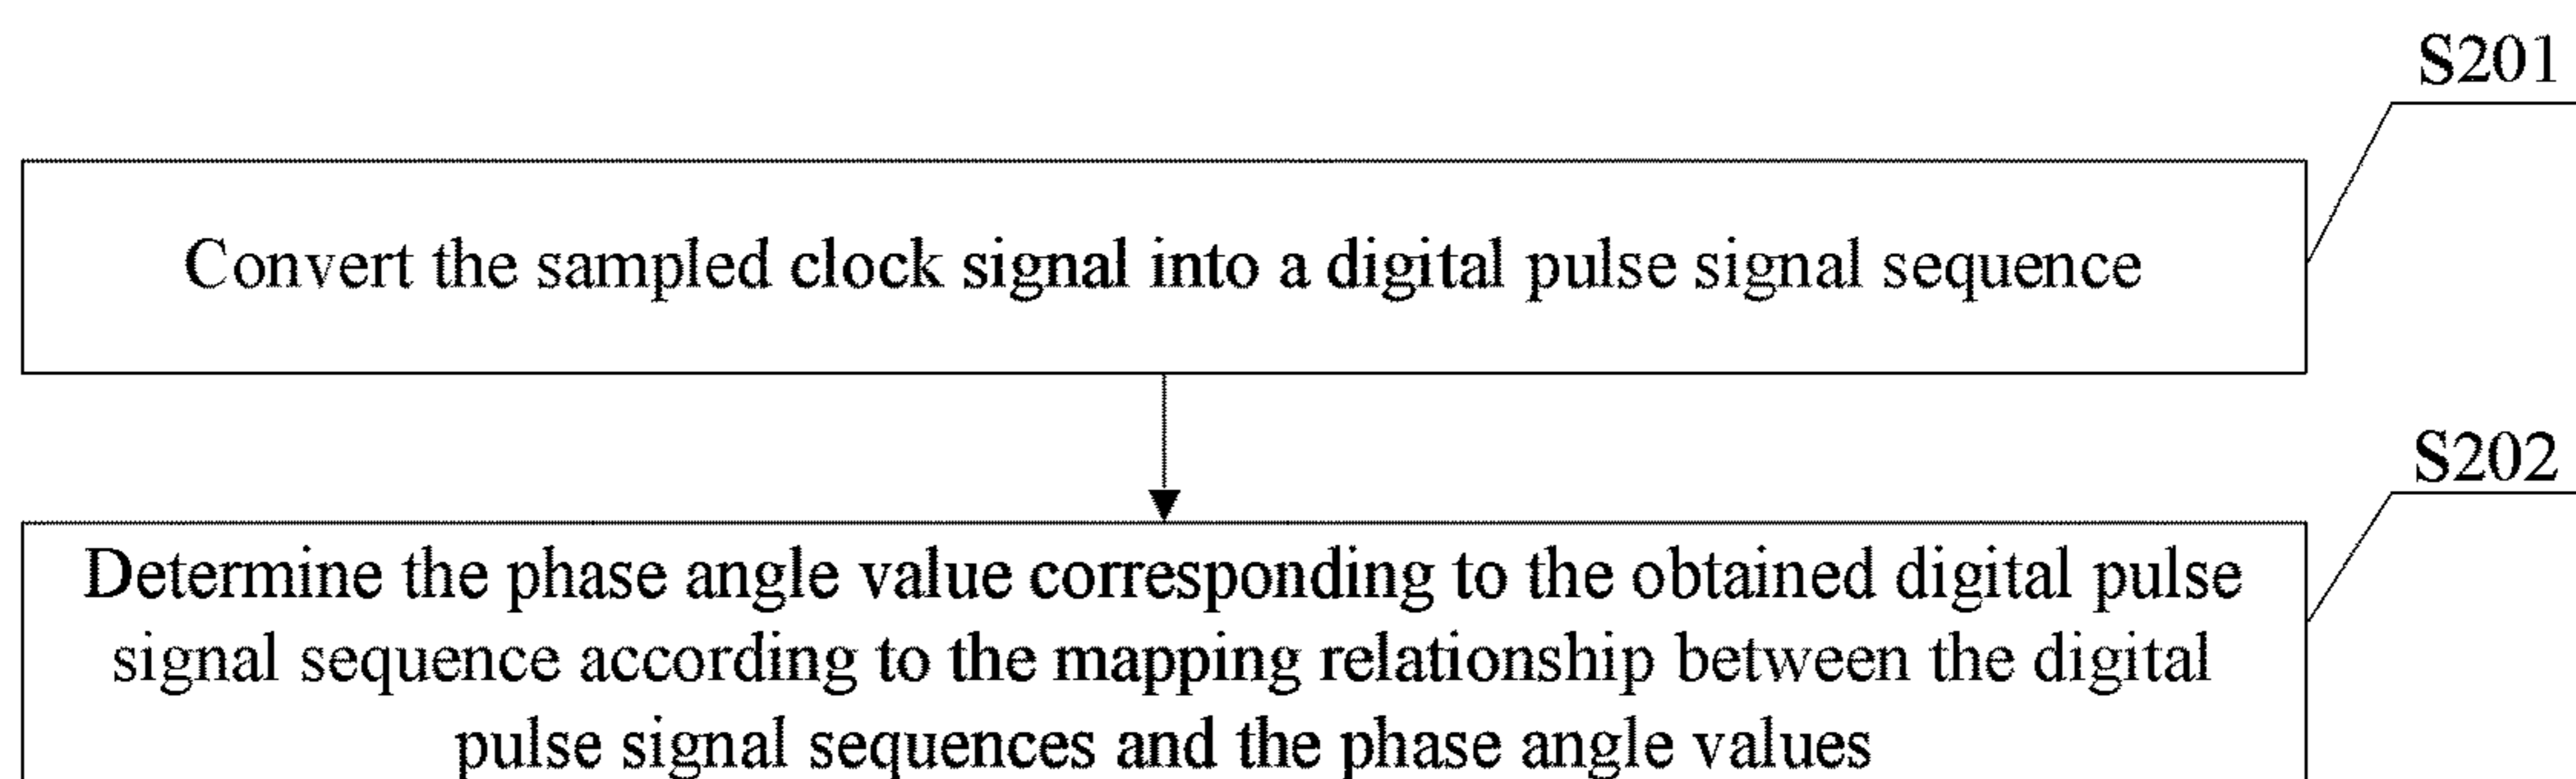 S201
Convert the sampled clock signal into a digital pulse signal sequence
S202
Determine the phase angle value corresponding to the obtained digital pulse
signal sequence according to the mapping relationship between the digital
pulse signal sequences and the phase angle values